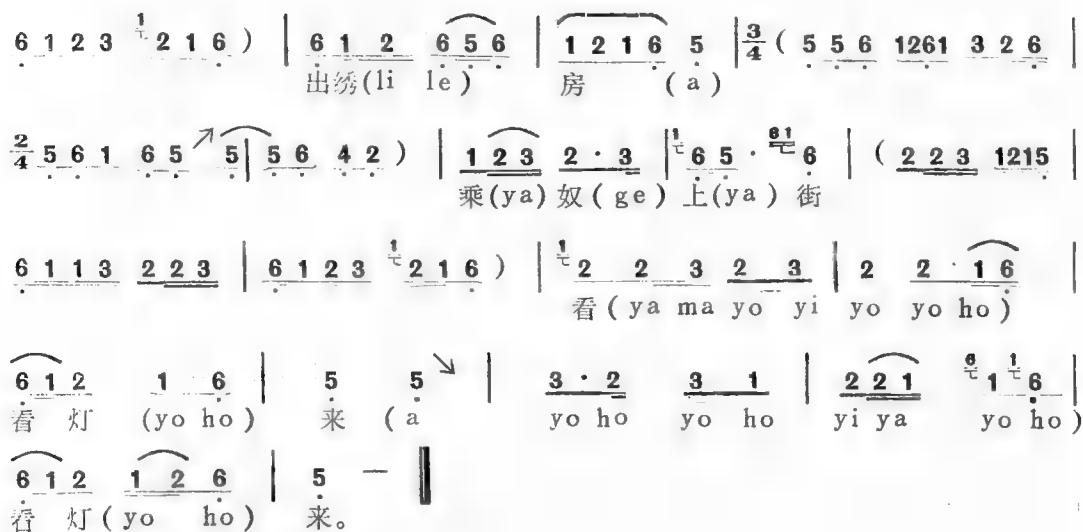 6 1 2 3 1 2 1 6 ) | 6 1 2 6 5 6 | 1 2 1 6 5 | 3/4 ( 5 5 6 1261 3 2 6 |
出绣(li le) 房 (a)
2/4 5 6 1 6 5 ↗ 5 | 5 6 4 2 ) | 1 2 3 2 · 3 | 1 6 5 · 61 6 | ( 2 2 3 1215 |
乘(ya) 奴(ge) 上(ya) 街
6 1 1 3 2 2 3 | 6 1 2 3 1 2 1 6 ) | 1 2 2 3 2 3 | 2 2 · 1 6 |
看(ya ma yo yi yo yo ho)
6 1 2 1 6 | 5 5 ↘ | 3 · 2 3 1 | 2 2 1 6 1 1 6 |
看 灯 (yo ho) 来 (a yo ho yo ho yi ya yo ho)
6 1 2 1 2 6 | 5 — ‖
看 灯(yo ho) 来。